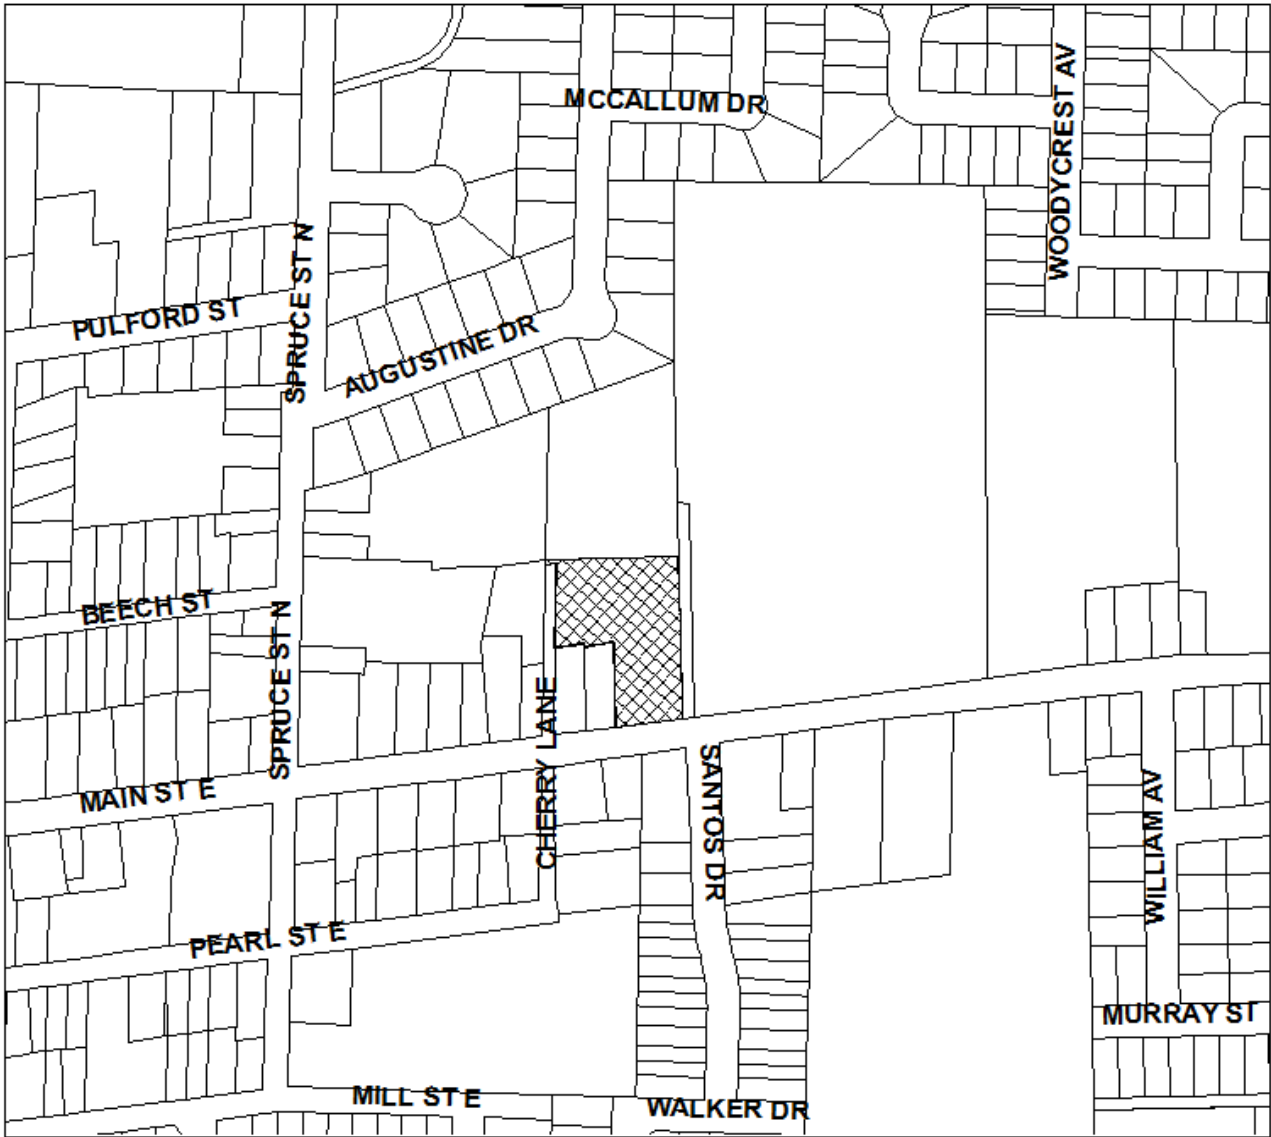 MCCALLUM DR
WOODYCREST AV
SPRUCE ST N
PULFORD ST
AUGUSTINE DR
BEECH ST
SPRUCE ST N
CHERRY LANE
MAIN ST E
SANTOS DR
WILLIAM AV
PEARL ST E
MURRAY ST
MILL ST E
WALKER DR